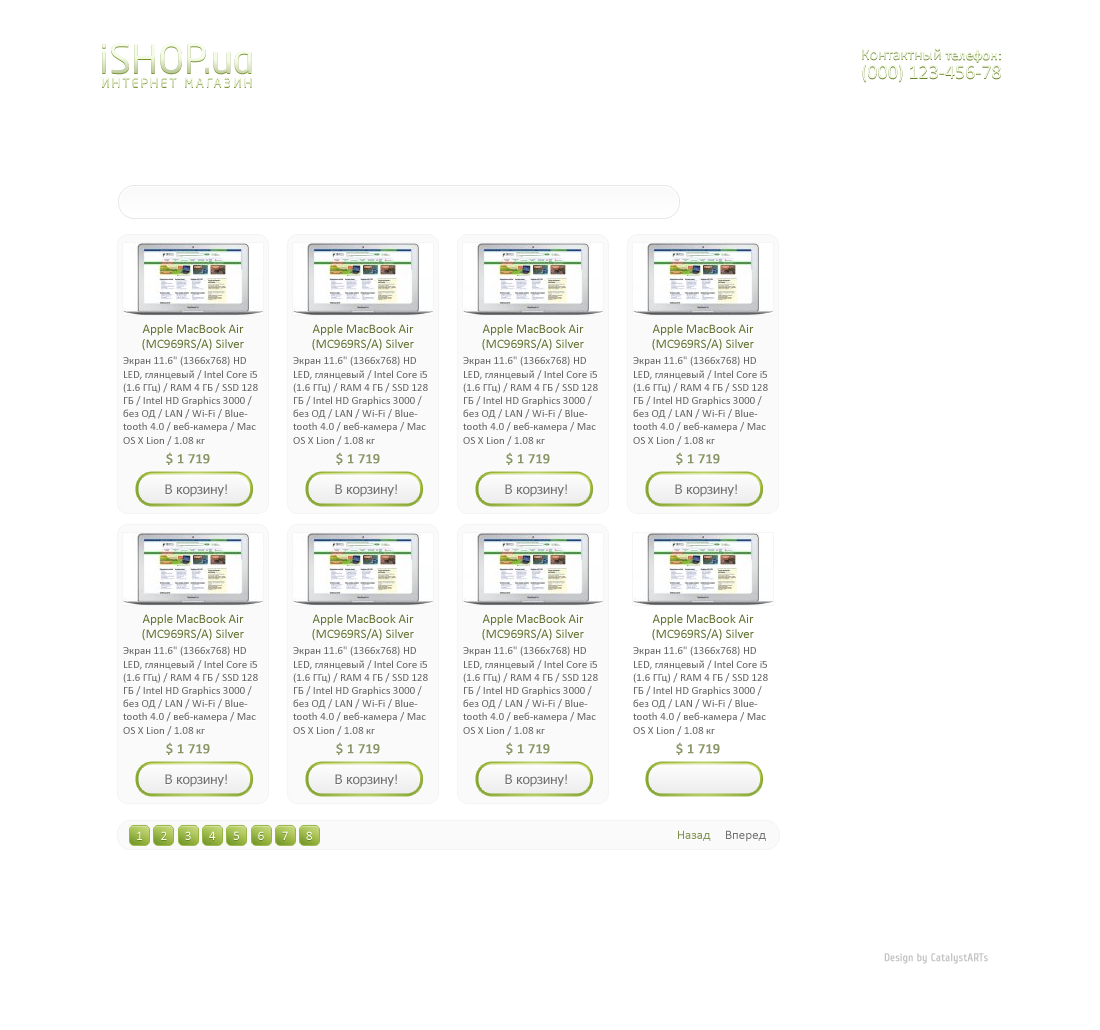 iSHOP.ua
ИНТЕРНЕТ МАГАЗИН
Контактный телефон:
(000) 123-456-78
Apple MacBook Air
(MC969RS/A) Silver
Экран 11.6" (1366x768) HD
LED, глянцевый / Intel Core i5
(1.6 ГГц) / RAM 4 ГБ / SSD 128
ГБ / Intel HD Graphics 3000 /
без ОД / LAN / Wi-Fi / Blue-
tooth 4.0 / веб-камера / Mac
OS X Lion / 1.08 кг
$ 1 719
В корзину!
Apple MacBook Air
(MC969RS/A) Silver
Экран 11.6" (1366x768) HD
LED, глянцевый / Intel Core i5
(1.6 ГГц) / RAM 4 ГБ / SSD 128
ГБ / Intel HD Graphics 3000 /
без ОД / LAN / Wi-Fi / Blue-
tooth 4.0 / веб-камера / Mac
OS X Lion / 1.08 кг
$ 1 719
В корзину!
Apple MacBook Air
(MC969RS/A) Silver
Экран 11.6" (1366x768) HD
LED, глянцевый / Intel Core i5
(1.6 ГГц) / RAM 4 ГБ / SSD 128
ГБ / Intel HD Graphics 3000 /
без ОД / LAN / Wi-Fi / Blue-
tooth 4.0 / веб-камера / Mac
OS X Lion / 1.08 кг
$ 1 719
В корзину!
Apple MacBook Air
(MC969RS/A) Silver
Экран 11.6" (1366x768) HD
LED, глянцевый / Intel Core i5
(1.6 ГГц) / RAM 4 ГБ / SSD 128
ГБ / Intel HD Graphics 3000 /
без ОД / LAN / Wi-Fi / Blue-
tooth 4.0 / веб-камера / Mac
OS X Lion / 1.08 кг
$ 1 719
В корзину!
Apple MacBook Air
(MC969RS/A) Silver
Экран 11.6" (1366x768) HD
LED, глянцевый / Intel Core i5
(1.6 ГГц) / RAM 4 ГБ / SSD 128
ГБ / Intel HD Graphics 3000 /
без ОД / LAN / Wi-Fi / Blue-
tooth 4.0 / веб-камера / Mac
OS X Lion / 1.08 кг
$ 1 719
В корзину!
Apple MacBook Air
(MC969RS/A) Silver
Экран 11.6" (1366x768) HD
LED, глянцевый / Intel Core i5
(1.6 ГГц) / RAM 4 ГБ / SSD 128
ГБ / Intel HD Graphics 3000 /
без ОД / LAN / Wi-Fi / Blue-
tooth 4.0 / веб-камера / Mac
OS X Lion / 1.08 кг
$ 1 719
В корзину!
Apple MacBook Air
(MC969RS/A) Silver
Экран 11.6" (1366x768) HD
LED, глянцевый / Intel Core i5
(1.6 ГГц) / RAM 4 ГБ / SSD 128
ГБ / Intel HD Graphics 3000 /
без ОД / LAN / Wi-Fi / Blue-
tooth 4.0 / веб-камера / Mac
OS X Lion / 1.08 кг
$ 1 719
В корзину!
Apple MacBook Air
(MC969RS/A) Silver
Экран 11.6" (1366x768) HD
LED, глянцевый / Intel Core i5
(1.6 ГГц) / RAM 4 ГБ / SSD 128
ГБ / Intel HD Graphics 3000 /
без ОД / LAN / Wi-Fi / Blue-
tooth 4.0 / веб-камера / Mac
OS X Lion / 1.08 кг
$ 1 719
1 2 3 4 5 6 7 8 Назад Вперед
Design by CatalystARTs